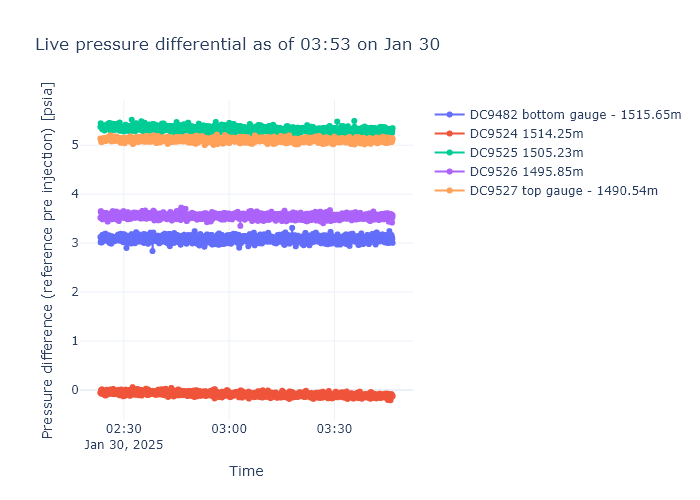 Live pressure differential as of 03:53 on Jan 30
Pressure difference (reference pre injection) [psia]
5
4
3
2
1
0
02:30
Jan 30, 2025
03:00
03:30
Time
DC9482 bottom gauge - 1515.65m
DC9524 1514.25m
DC9525 1505.23m
DC9526 1495.85m
DC9527 top gauge - 1490.54m